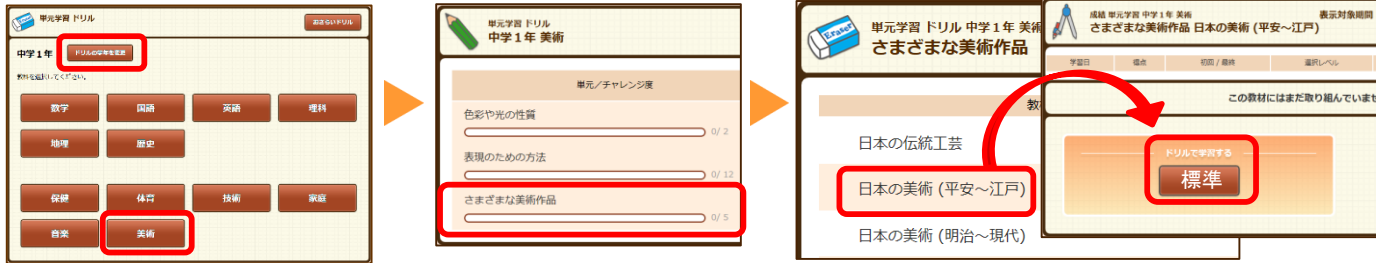 単元学習 ドリル
おさらいドリル
中学1年
ドリルの学年を変更
教科を選択してください。
数学 国語 英語 理科
地理 歴史
保健 体育 技術 家庭
音楽 美術
単元学習 ドリル
中学1年 美術
単元/チャレンジ度
色彩や光の性質
0/ 2
表現のための方法
0/ 12
さまざまな美術作品
0/ 5
Eraser
単元学習 ドリル 中学1年 美術
さまざまな美術作品
教
日本の伝統工芸
日本の美術 (平安~江戸)
日本の美術 (明治~現代)
成績 単元学習 中学1年 美術
表示対象期間
さまざまな美術作品 日本の美術 (平安~江戸)
学習日 得点 初回 / 最終 選択レベル
この教材にはまだ取り組んでいませ
ドリルで学習する
標準